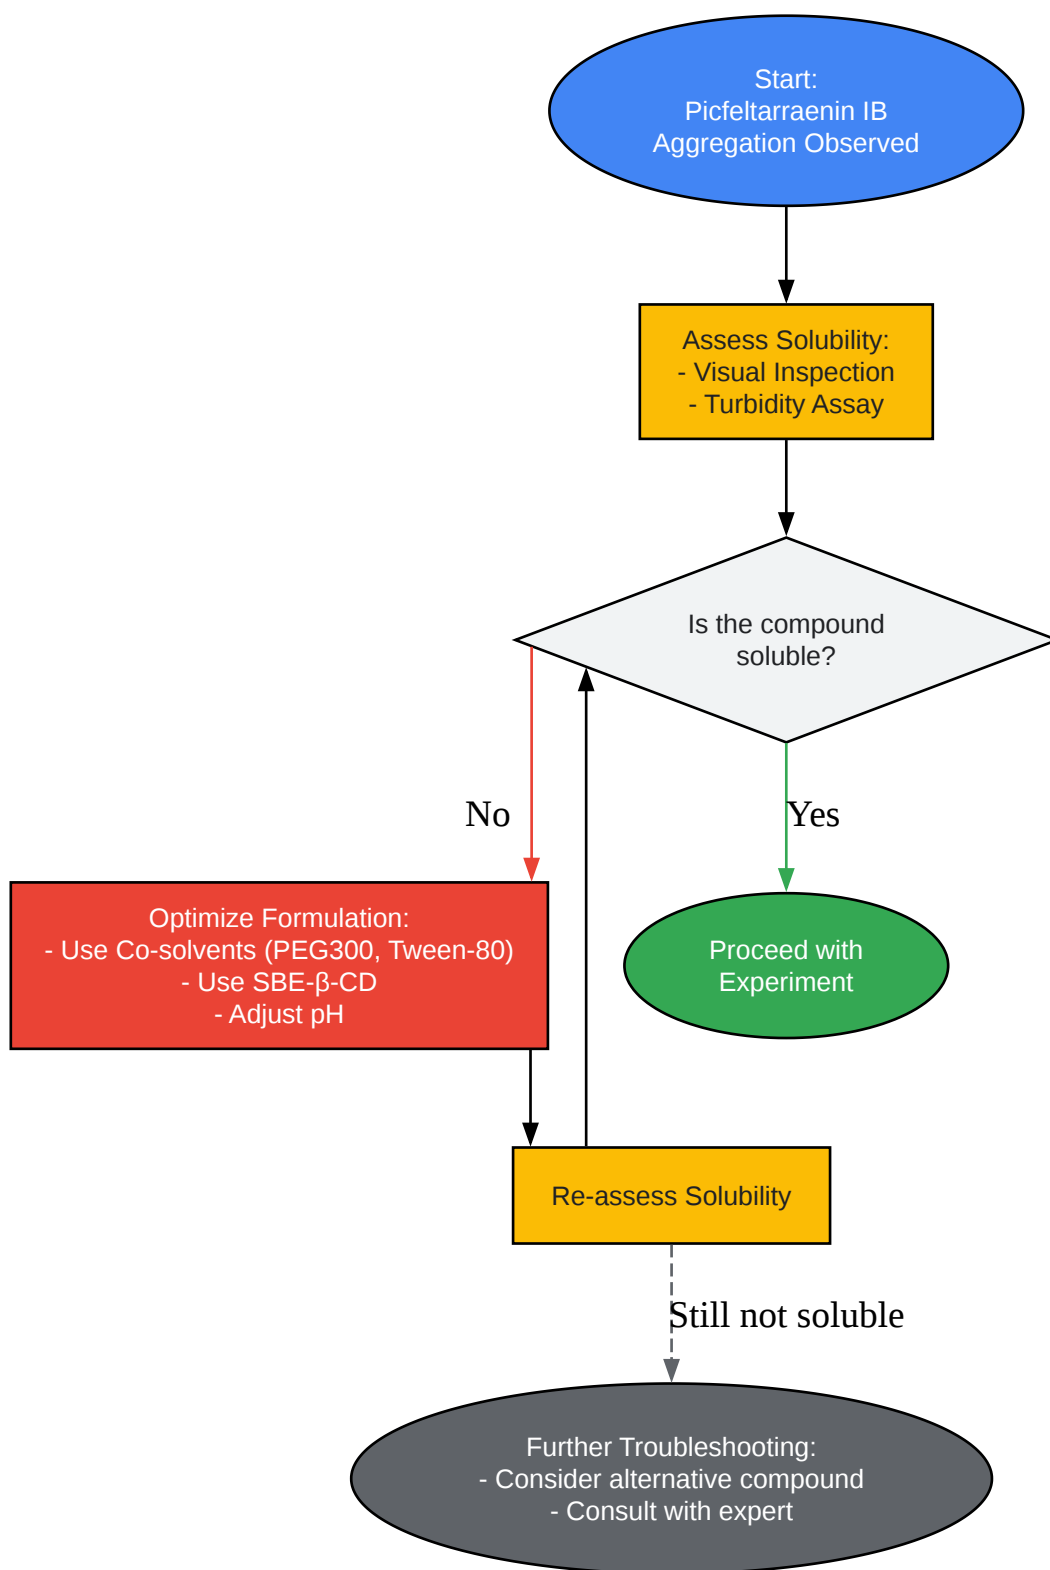 Start:
Picfeltarraenin IB
Aggregation Observed
Assess Solubility:
- Visual Inspection
- Turbidity Assay
Is the compound
soluble?
No
Yes
Optimize Formulation:
- Use Co-solvents (PEG300, Tween-80)
- Use SBE-β-CD
- Adjust pH
Proceed with
Experiment
Re-assess Solubility
Still not soluble
Further Troubleshooting:
- Consider alternative compound
- Consult with expert